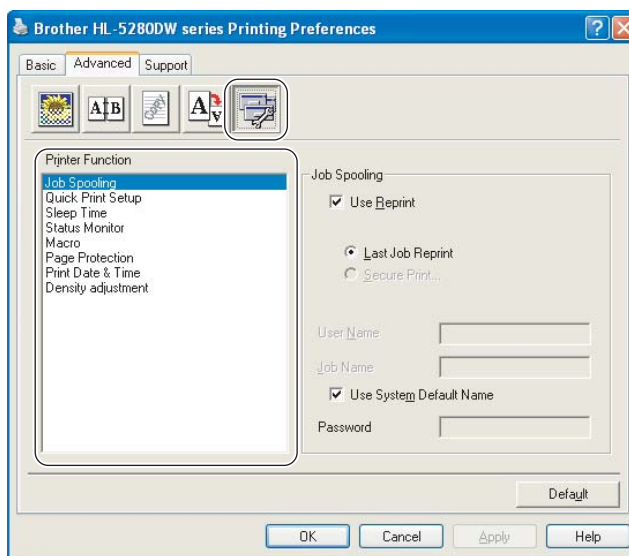 Brother HL-5280DW series Printing Preferences
Basic Advanced Support
A B
Copy
A A
Printer Function
Job Spooling
Quick Print Setup
Sleep Time
Status Monitor
Macro
Page Protection
Print Date & Time
Density adjustment
Job Spooling
Use Reprint
Last Job Reprint
Secure Print...
User Name
Job Name
Use System Default Name
Password
Default
OK Cancel Apply Help